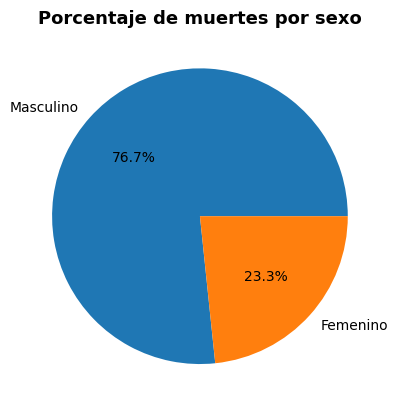 Porcentaje de muertes por sexo
Masculino
76.7%
23.3%
Femenino